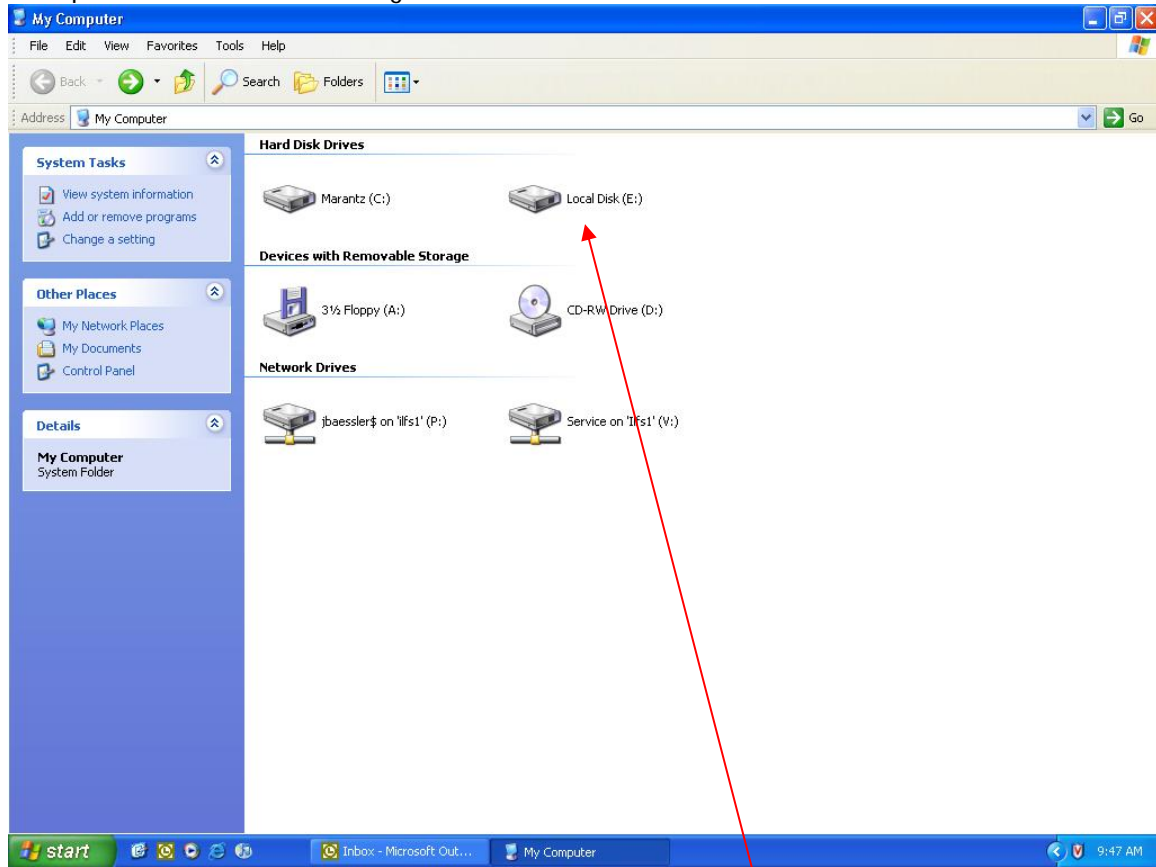 My Computer
File Edit View Favorites Tools Help
Back Search Folders
Address My Computer Go
System Tasks
View system information
Add or remove programs
Change a setting
Other Places
My Network Places
My Documents
Control Panel
Details
My Computer
System Folder
Hard Disk Drives
Marantz (C:) Local Disk (E:)
Devices with Removable Storage
3½ Floppy (A:) CD-RW Drive (D:)
Network Drives
jbaessler$ on 'ilfs1' (P:) Service on 'Ilfs1' (V:)
start Inbox - Microsoft Out... My Computer 9:47 AM